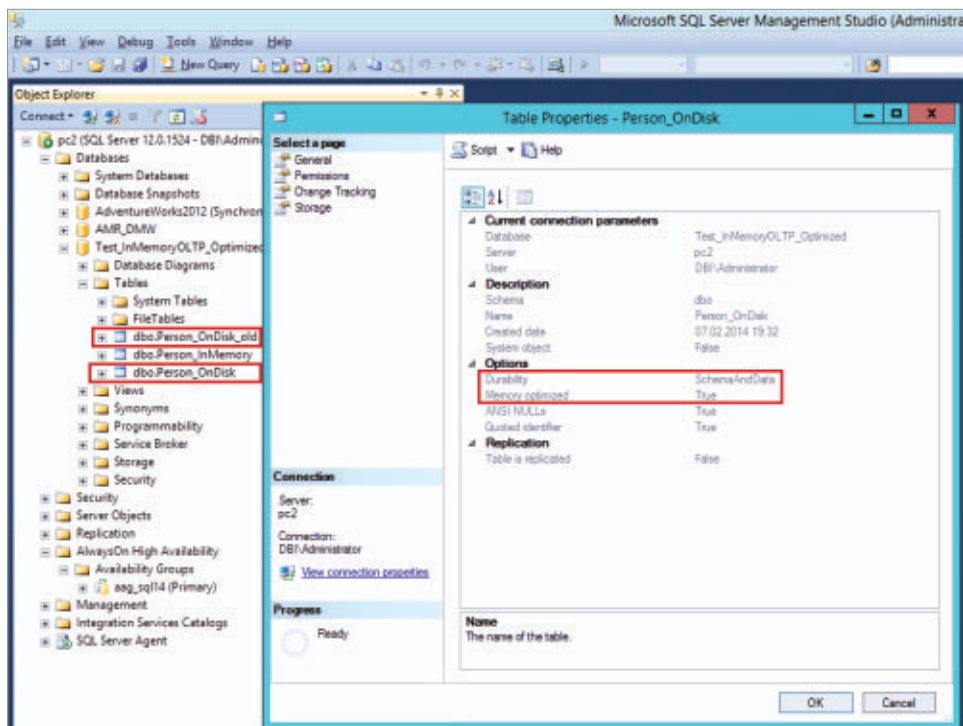 Microsoft SQL Server Management Studio (Administra
File Edit View Debug Tools Window Help
New Query
Object Explorer
Connect
pc2 (SQL Server 12.0.1524 - DBI\Admini
Databases
System Databases
Database Snapshots
AdventureWorks2012 (Synchron
AMR_DMW
Test_InMemoryOLTP_Optimized
Database Diagrams
Tables
System Tables
FileTables
dbo.Person_OnDisk_old
dbo.Person_InMemory
dbo.Person_OnDisk
Views
Synonyms
Programmability
Service Broker
Storage
Security
Security
Server Objects
Replication
AlwaysOn High Availability
Availability Groups
aag_sql14 (Primary)
Management
Integration Services Catalogs
SQL Server Agent
Table Properties - Person_OnDisk
Select a page
General
Permissions
Change Tracking
Storage
Script Help
Current connection parameters
Database Test_InMemoryOLTP_Optimized
Server pc2
User DBI\Administrator
Description
Schema dbo
Name Person_OnDisk
Created date 07.02.2014 19:32
System object False
Options
Durability SchemaAndData
Memory optimized True
ANSI NULLs True
Quoted identifier True
Replication
Table is replicated False
Connection
Server:
pc2
Connection:
DBI\Administrator
View connection properties
Progress
Ready
Name
The name of the table.
OK Cancel